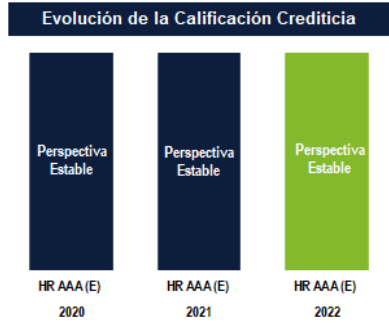 Evolución de la Calificación Crediticia
Perspectiva
Estable
Perspectiva
Estable
Perspectiva
Estable
HR AAA (E)
HR AAA (E)
HR AAA (E)
2020
2021
2022